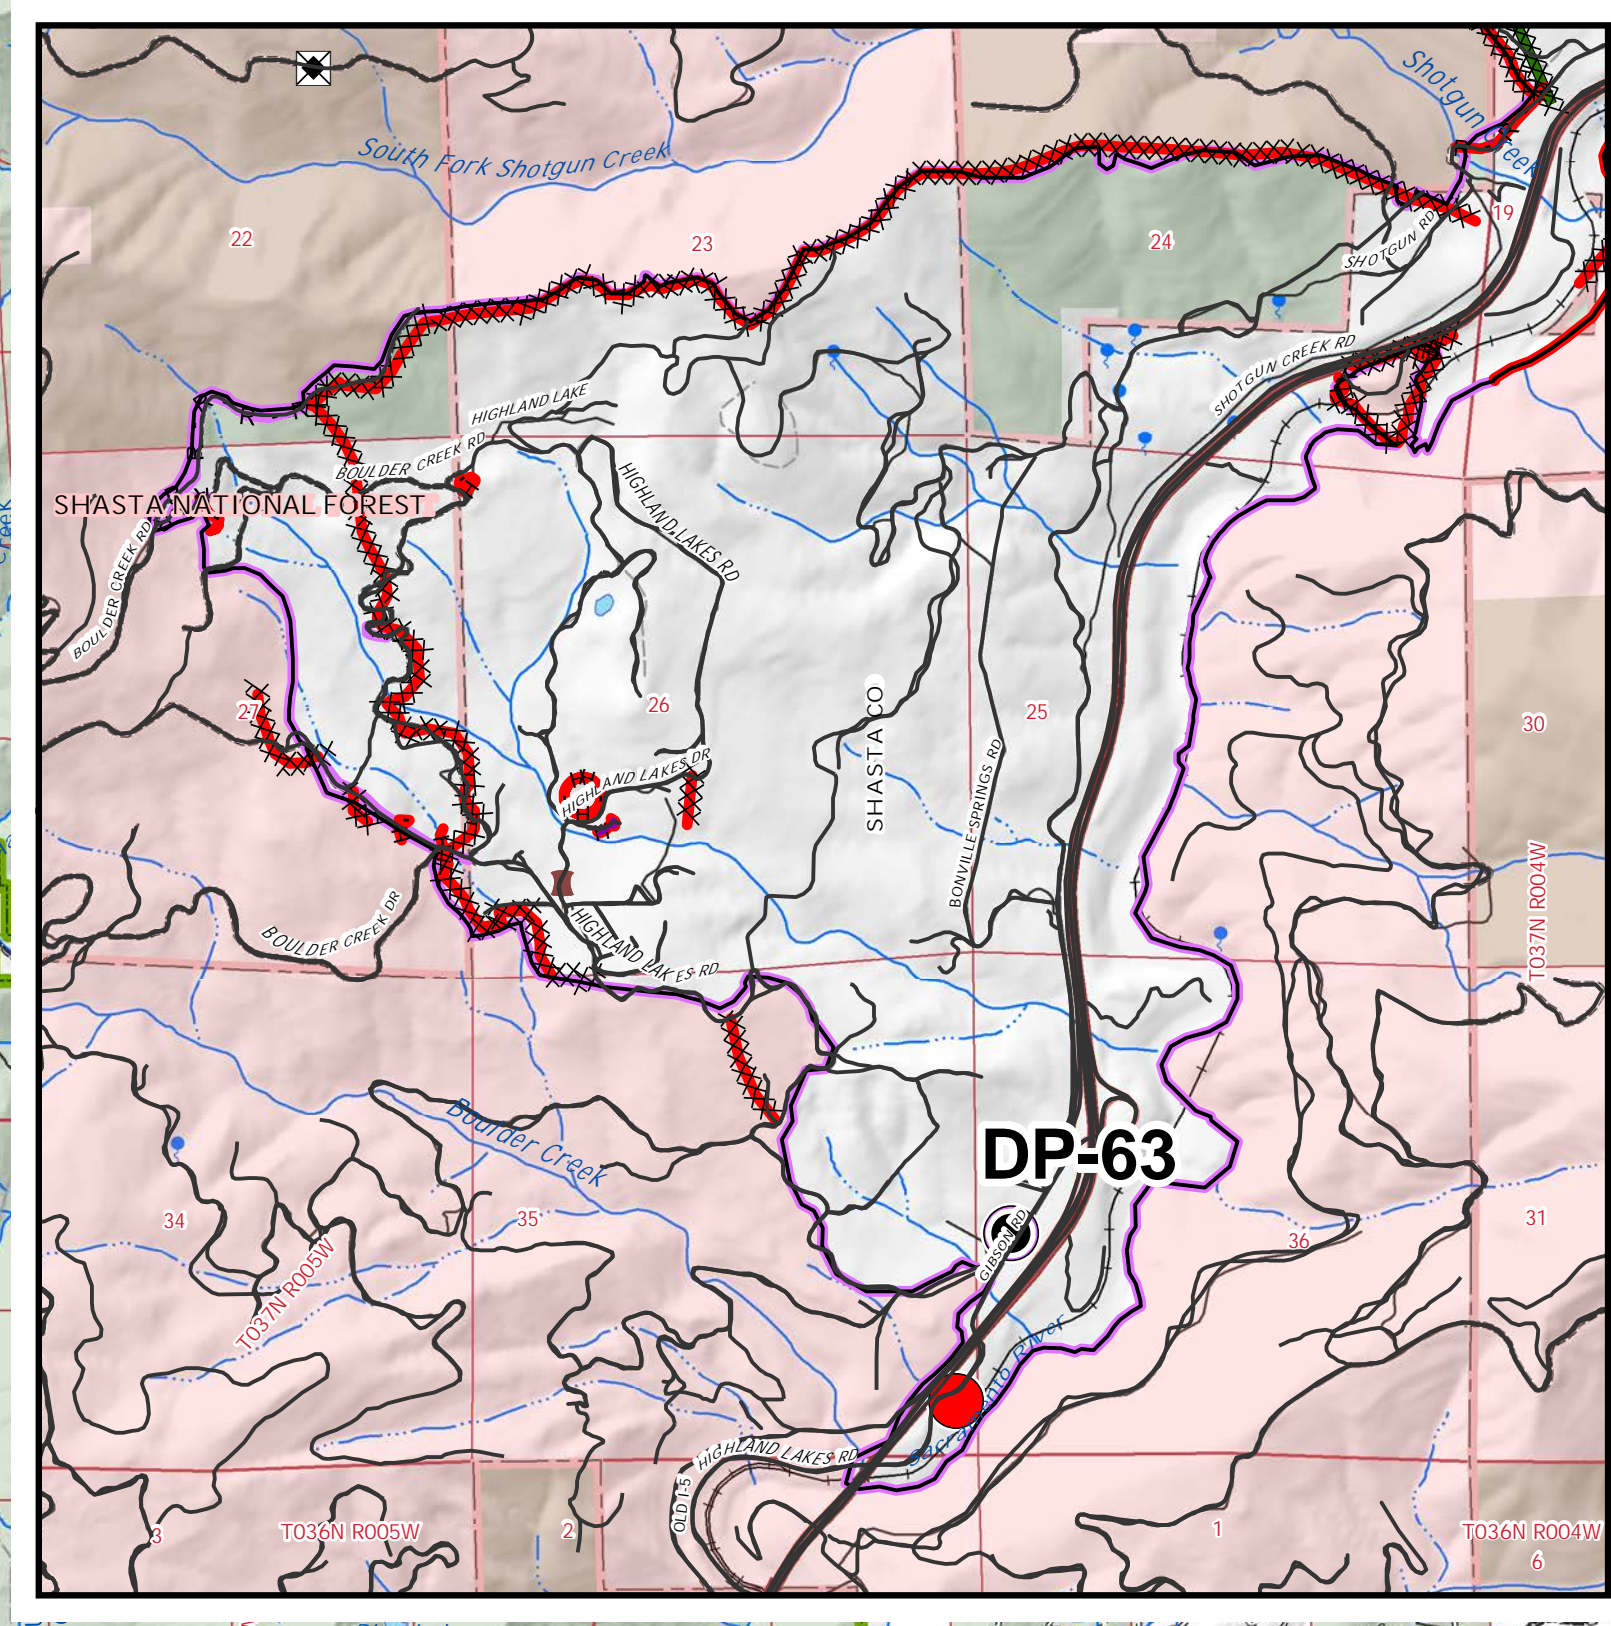 Shotgun Creek
South Fork Shotgun Creek
22
23
24
19
SHOTGUN RD
SHOTGUN CREEK RD
HIGHLAND LAKE
BOULDER CREEK RD
SHASTA NATIONAL FOREST
Creek
BOULDER CREEK RD
HIGHLAND LAKES RD
27
26
25
30
SHASTA CO
BONVILLE SPRINGS RD
HIGHLAND LAKES DR
T037N R004W
BOULDER CREEK DR
HIGHLAND LAKES RD
Boulder Creek
DP-63
34
35
36
31
GIBSON RD
T037N R005W
Sacramento River
HIGHLAND LAKES RD
OLD I-5
3
T036N R005W
2
1
T036N R004W
6